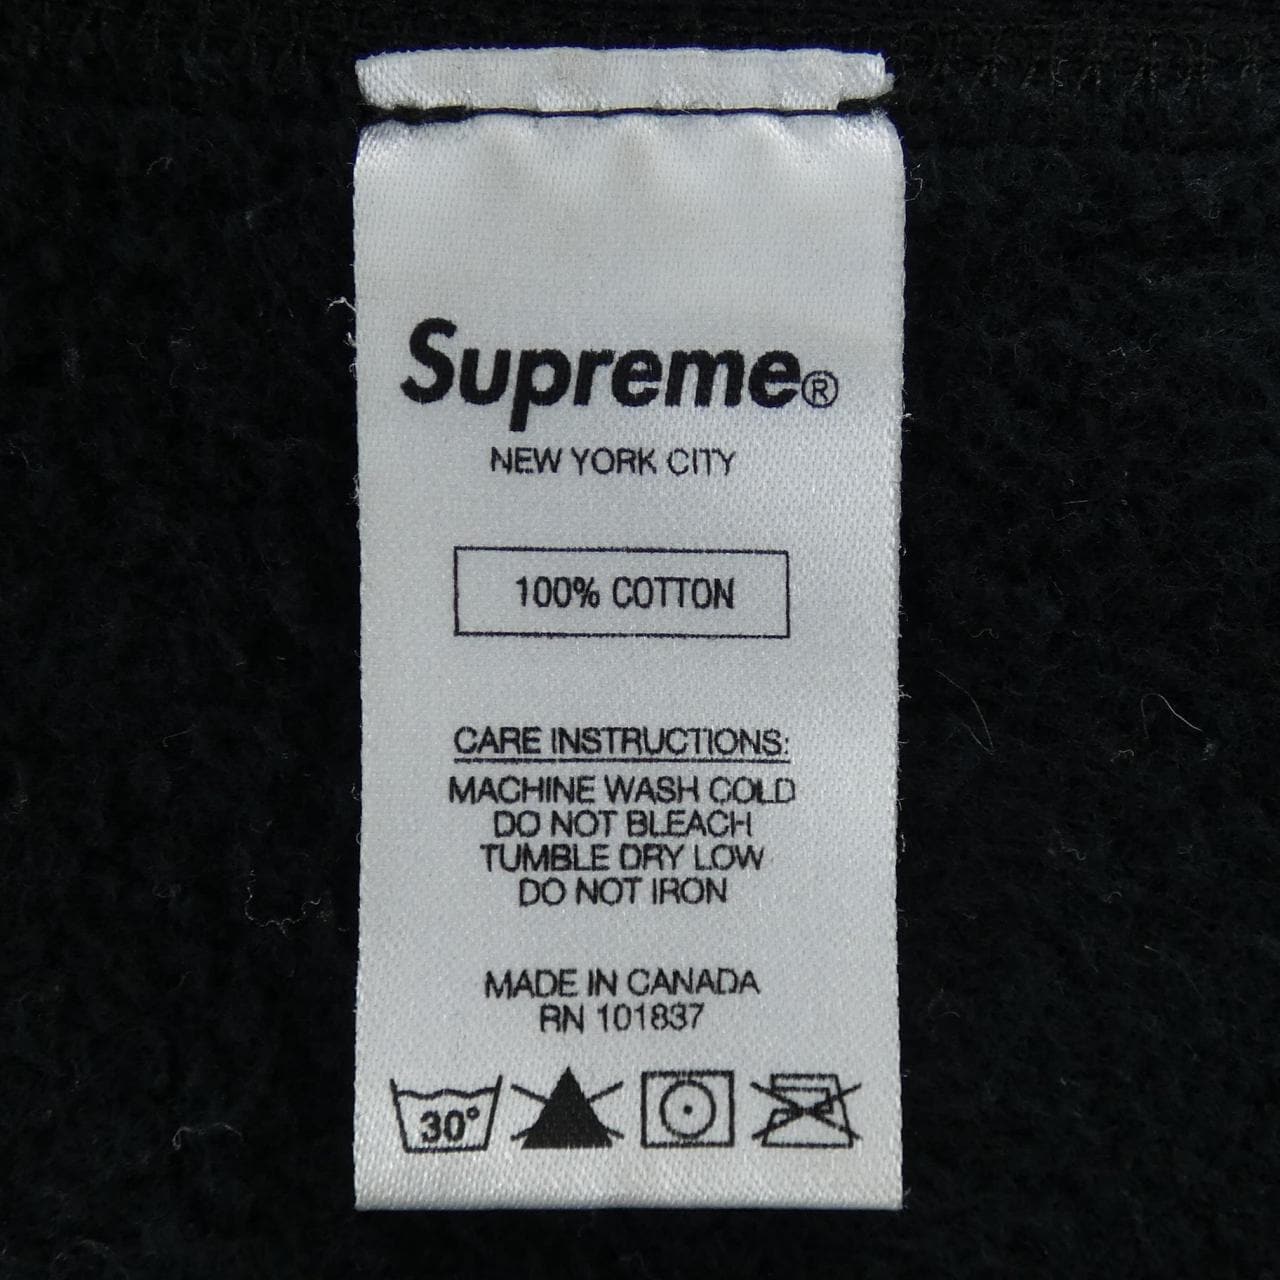 Supreme®
NEW YORK CITY
100% COTTON
CARE INSTRUCTIONS:
MACHINE WASH COLD
DO NOT BLEACH
TUMBLE DRY LOW
DO NOT IRON
MADE IN CANADA
RN 101837
30°